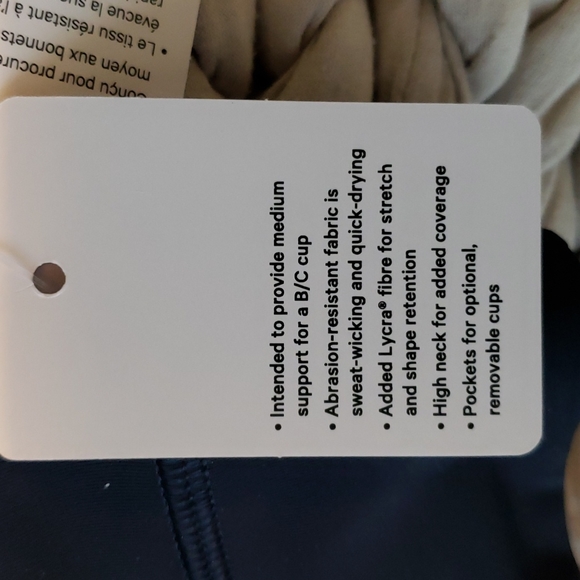 • Intended to provide medium
support for a B/C cup
• Abrasion-resistant fabric is
sweat-wicking and quick-drying
• Added Lycra® fibre for stretch
and shape retention
• High neck for added coverage
• Pockets for optional,
removable cups
pour procure
moyen aux bonnets
• Le tissu résistant à l'
évacue la